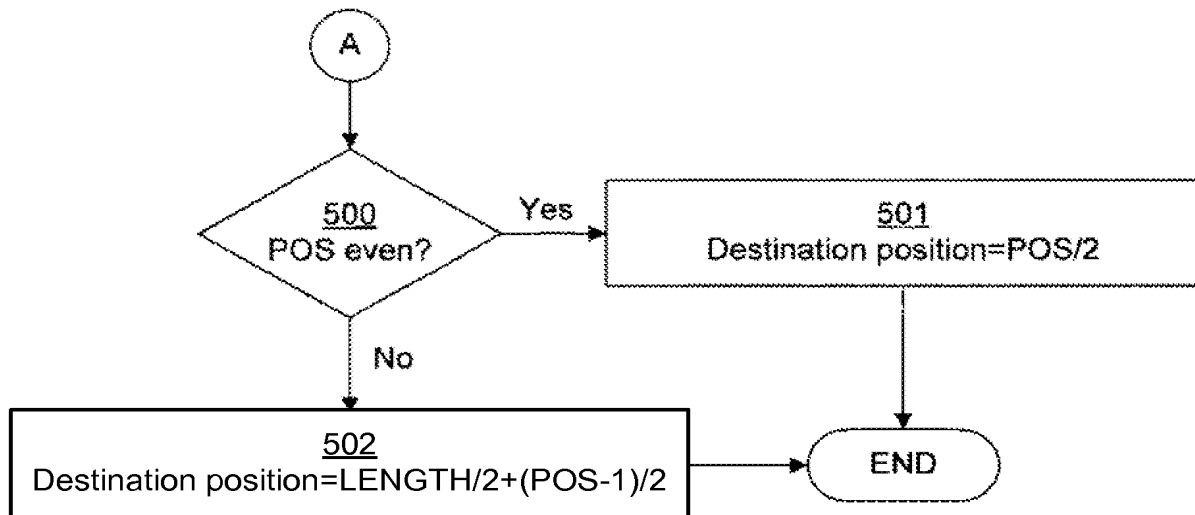 A
500
POS even?
Yes
501
Destination position=POS/2
No
502
Destination position=LENGTH/2+(POS-1)/2
END